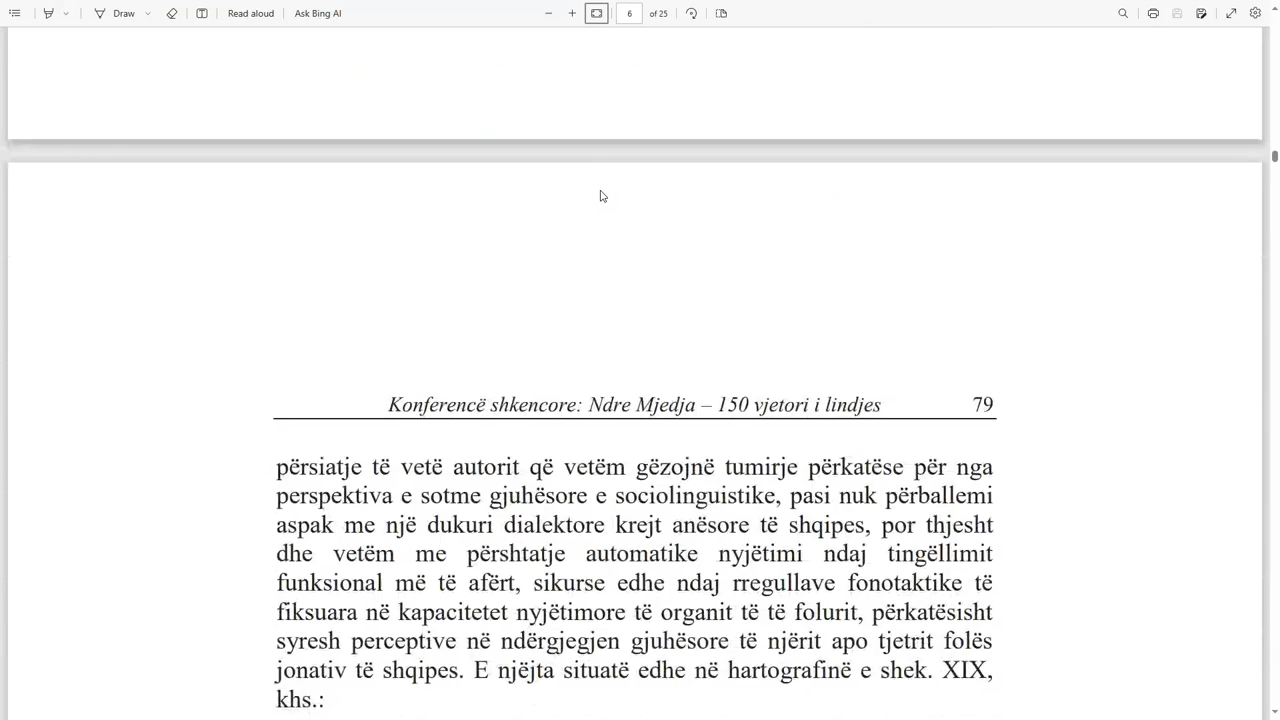 Draw
Read aloud
Ask Bing AI
6
of 25
Konferencë shkencore: Ndre Mjedja – 150 vjetori i lindjes 79
përsiatje të vetë autorit që vetëm gëzojnë tumirje përkatëse për nga
perspektiva e sotme gjuhësore e sociolinguistike, pasi nuk përballemi
aspak me një dukuri dialektore krejt anësore të shqipes, por thjesht
dhe vetëm me përshtatje automatike nyjëtimi ndaj tingëllimit
funksional më të afërt, sikurse edhe ndaj rregullave fonotaktike të
fiksuara në kapacitetet nyjëtimore të organit të të folurit, përkatësisht
syresh perceptive në ndërgjegjen gjuhësore të njërit apo tjetrit folës
jonativ të shqipes. E njëjta situatë edhe në hartografinë e shek. XIX,
khs.: